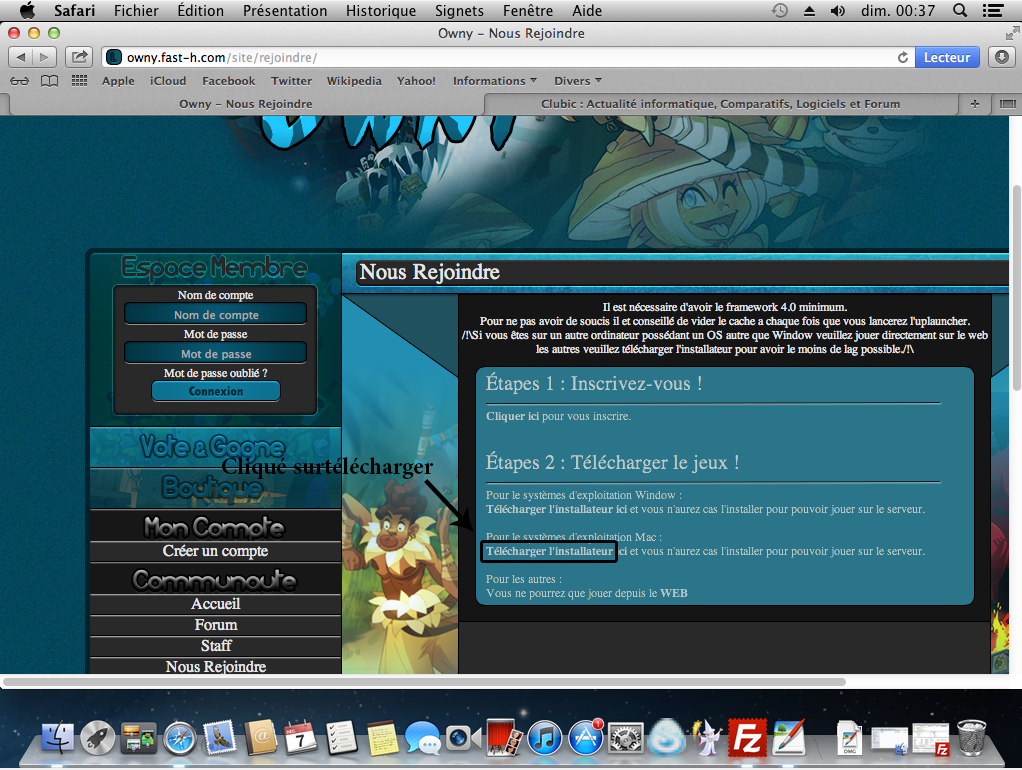 Safari Fichier Édition Présentation Historique Signets Fenêtre Aide dim. 00:37
Owny – Nous Rejoindre
owny.fast-h.com/site/rejoindre/ Lecteur
Apple iCloud Facebook Twitter Wikipedia Yahoo! Informations Divers
Owny – Nous Rejoindre Clubic : Actualité informatique, Comparatifs, Logiciels et Forum
OWNY
Espace Membre
Nom de compte
Nom de compte
Mot de passe
Mot de passe
Mot de passe oublié ?
Connexion
Vote & Gagne
Boutique
Mon Compte
Créer un compte
Communaute
Accueil
Forum
Staff
Nous Rejoindre
Nous Rejoindre
Il est nécessaire d'avoir le framework 4.0 minimum.
Pour ne pas avoir de soucis il et conseillé de vider le cache a chaque fois que vous lancerez l'uplauncher.
/!\Si vous êtes sur un autre ordinateur possédant un OS autre que Window veuillez jouer directement sur le web
les autres veuillez télécharger l'installateur pour avoir le moins de lag possible./!\
Étapes 1 : Inscrivez-vous !
Cliquer ici pour vous inscrire.
Étapes 2 : Télécharger le jeux !
Pour le systèmes d'exploitation Window :
Télécharger l'installateur ici et vous n'aurez cas l'installer pour pouvoir jouer sur le serveur.
Pour le systèmes d'exploitation Mac :
Télécharger l'installateur ici et vous n'aurez cas l'installer pour pouvoir jouer sur le serveur.
Pour les autres :
Vous ne pourrez que jouer depuis le WEB
Cliqué surtélécharger
DEC
7
1
Fz
DMG
Fz